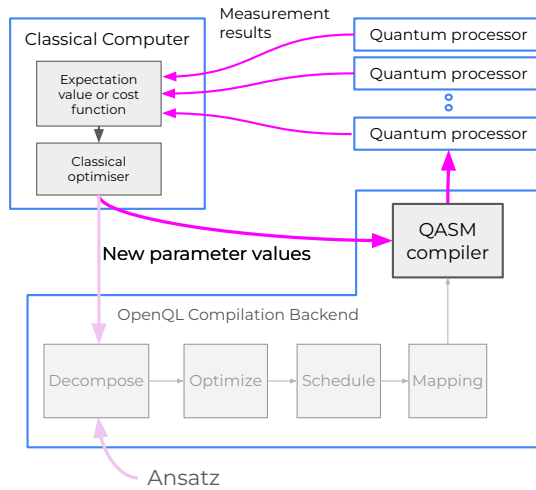 Measurement
results
Classical Computer
Quantum processor
Quantum processor
Quantum processor
Expectation
value or cost
function
Classical
optimiser
New parameter values
QASM
compiler
OpenQL Compilation Backend
Decompose
Optimize
Schedule
Mapping
Ansatz